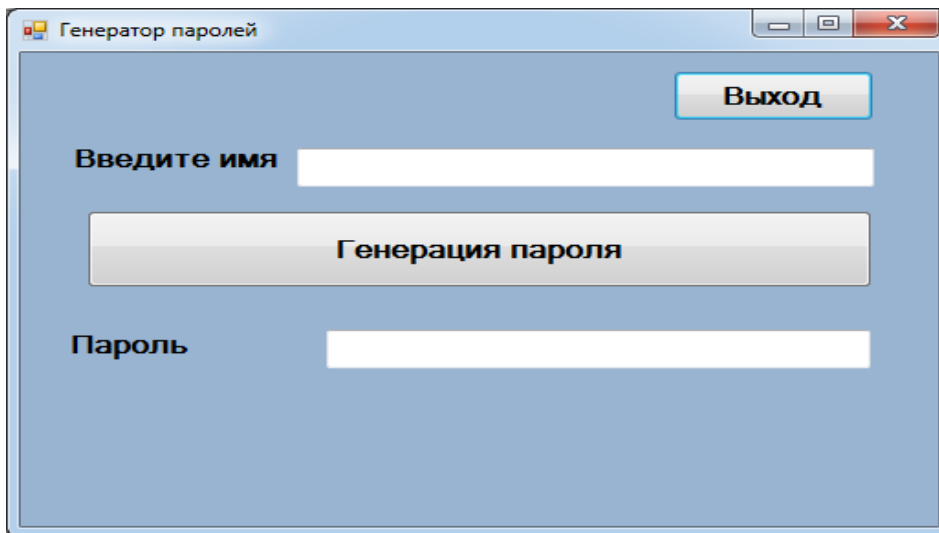 Генератор паролей
Выход
Введите имя
Генерация пароля
Пароль